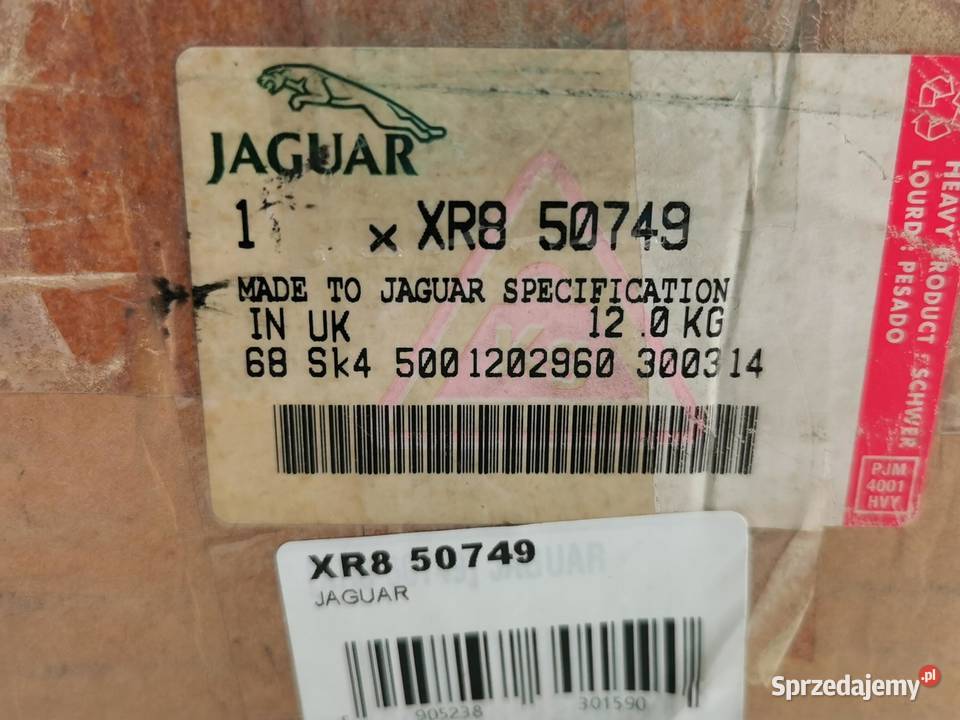 JAGUAR
1 x XR8 50749
MADE TO JAGUAR SPECIFICATION
IN UK 12.0 KG
68 Sk4 5001202960 300314
HEAVY PRODUCT / SCHWER
LOURD / PESADO
PJM
4001
HVY
XR8 50749
JAGUAR
905238 301590
Sprzedajemy.pl